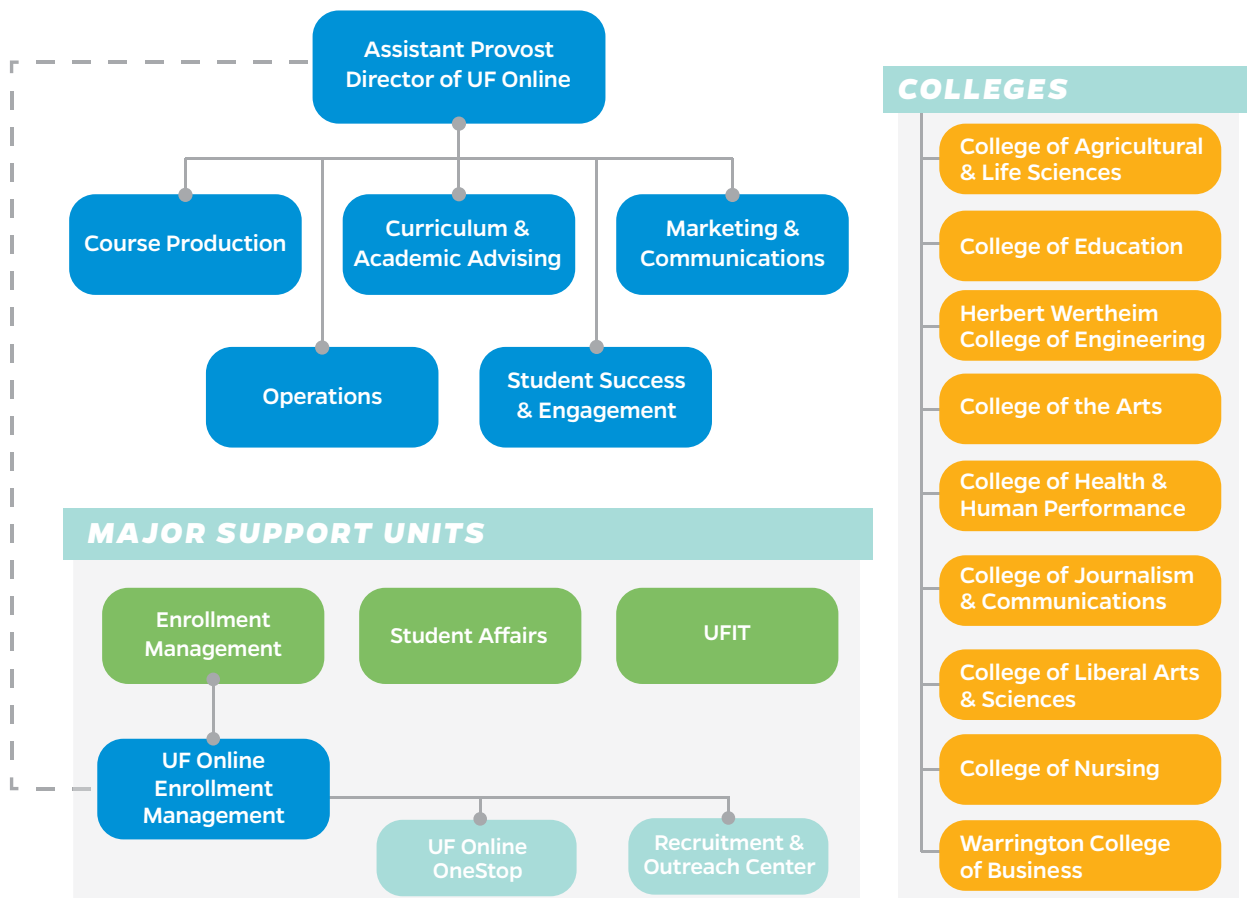 Assistant Provost
Director of UF Online
Course Production
Curriculum &
Academic Advising
Marketing &
Communications
Operations
Student Success
& Engagement
MAJOR SUPPORT UNITS
Enrollment
Management
Student Affairs
UFIT
UF Online
Enrollment
Management
UF Online
OneStop
Recruitment &
Outreach Center
COLLEGES
College of Agricultural
& Life Sciences
College of Education
Herbert Wertheim
College of Engineering
College of the Arts
College of Health &
Human Performance
College of Journalism
& Communications
College of Liberal Arts
& Sciences
College of Nursing
Warrington College
of Business